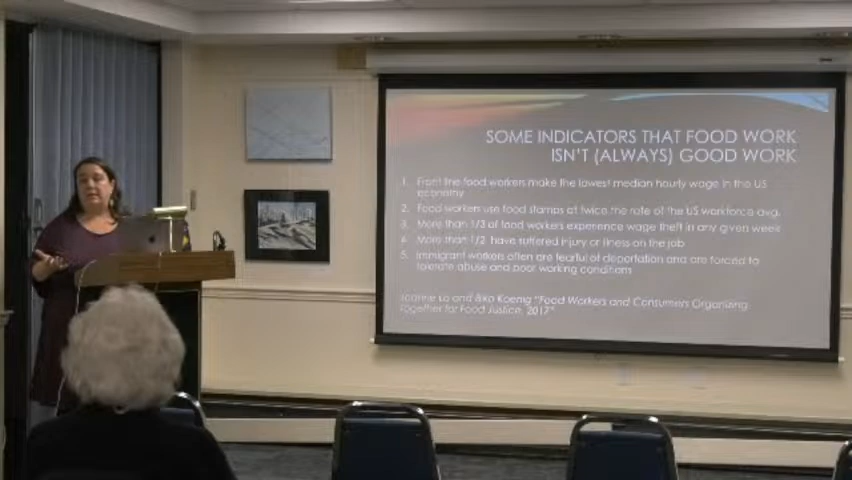 SOME INDICATORS THAT FOOD WORK
ISN'T (ALWAYS) GOOD WORK
1. Front line food workers make the lowest median hourly wage in the US
economy
2. Food workers use food stamps at twice the rate of the US workforce avg.
3. More than 1/3 of food workers experience wage theft in any given week
4. More than 1/2 have suffered injury or illness on the job
5. Immigrant workers often are fearful of deportation and are forced to
tolerate abuse and poor working conditions
Joanne Lo and Biko Koenig "Food Workers and Consumers Organizing
Together for Food Justice, 2017"